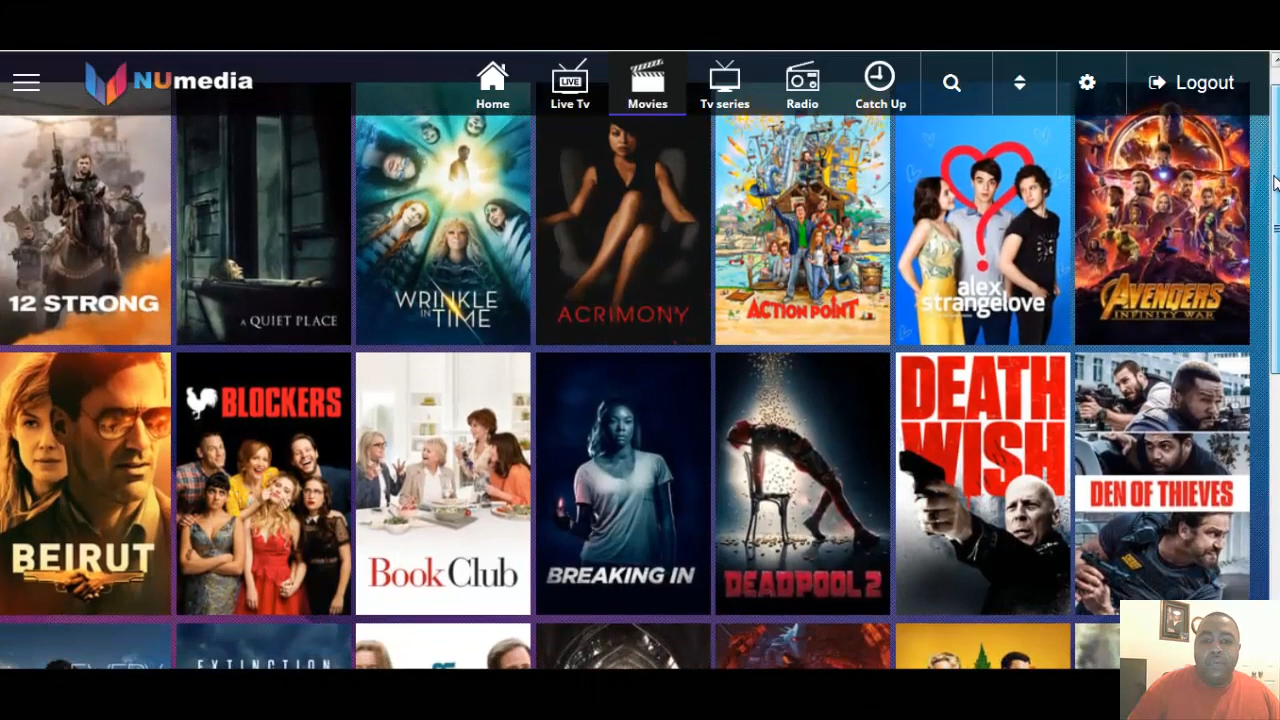 NUmedia
Home
LIVE
Live Tv
Movies
Tv series
Radio
Catch Up
Logout
12 STRONG
A QUIET PLACE
WRINKLE
IN
TIME
ACRIMONY
ACTION POINT
alex
strangelove
AVENGERS
INFINITY WAR
BEIRUT
BLOCKERS
Book Club
BREAKING IN
DEADPOOL 2
DEATH
WISH
DEN OF THIEVES
EXTINCTION